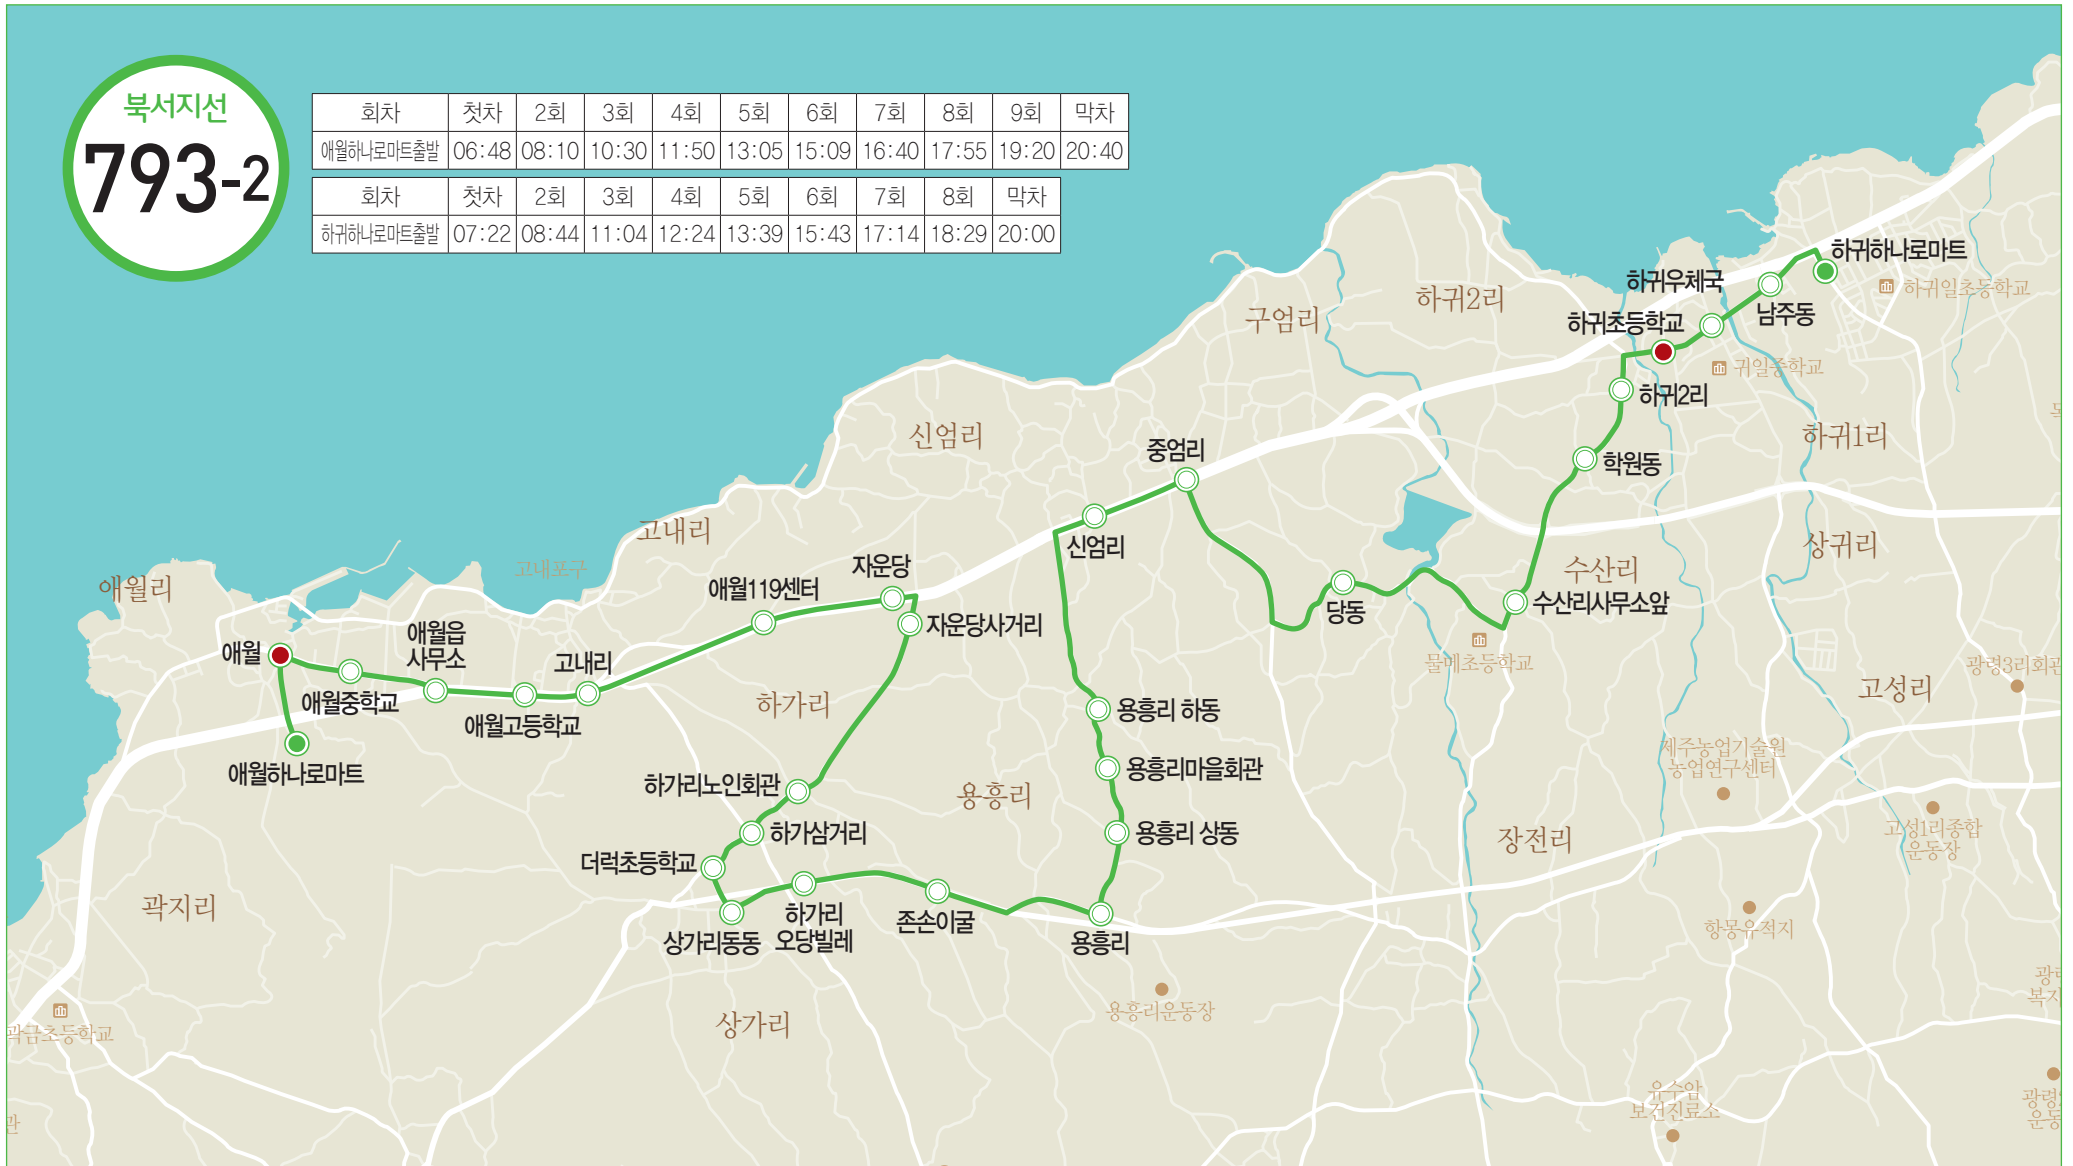 북서지선
793-2
회차 첫차 2회 3회 4회 5회 6회 7회 8회 9회 막차
애월하나로마트출발 06:48 08:10 10:30 11:50 13:05 15:09 16:40 17:55 19:20 20:40
회차 첫차 2회 3회 4회 5회 6회 7회 8회 막차
하귀하나로마트출발 07:22 08:44 11:04 12:24 13:39 15:43 17:14 18:29 20:00
하귀하나로마트
하귀우체국
하귀일초등학교
하귀2리
남주동
구엄리
하귀초등학교
귀일중학교
하귀2리
하귀1리
신엄리
중엄리
학원동
고내리
신엄리
상귀리
고내포구
자운당
수산리
애월리
애월119센터
당동
수산리사무소앞
자운당사거리
애월읍
사무소
애월
고내리
물메초등학교
광령3리회관
고성리
애월중학교
하가리
용흥리 하동
애월고등학교
제주농업기술원
농업연구센터
애월하나로마트
용흥리마을회관
하가리노인회관
용흥리
하가삼거리
용흥리 상동
장전리
고성1리종합
운동장
더럭초등학교
곽지리
하가리
오당빌레
존손이굴
상가리동동
용흥리
항몽유적지
용흥리운동장
상가리
곽금초등학교
유수암
보건진료소